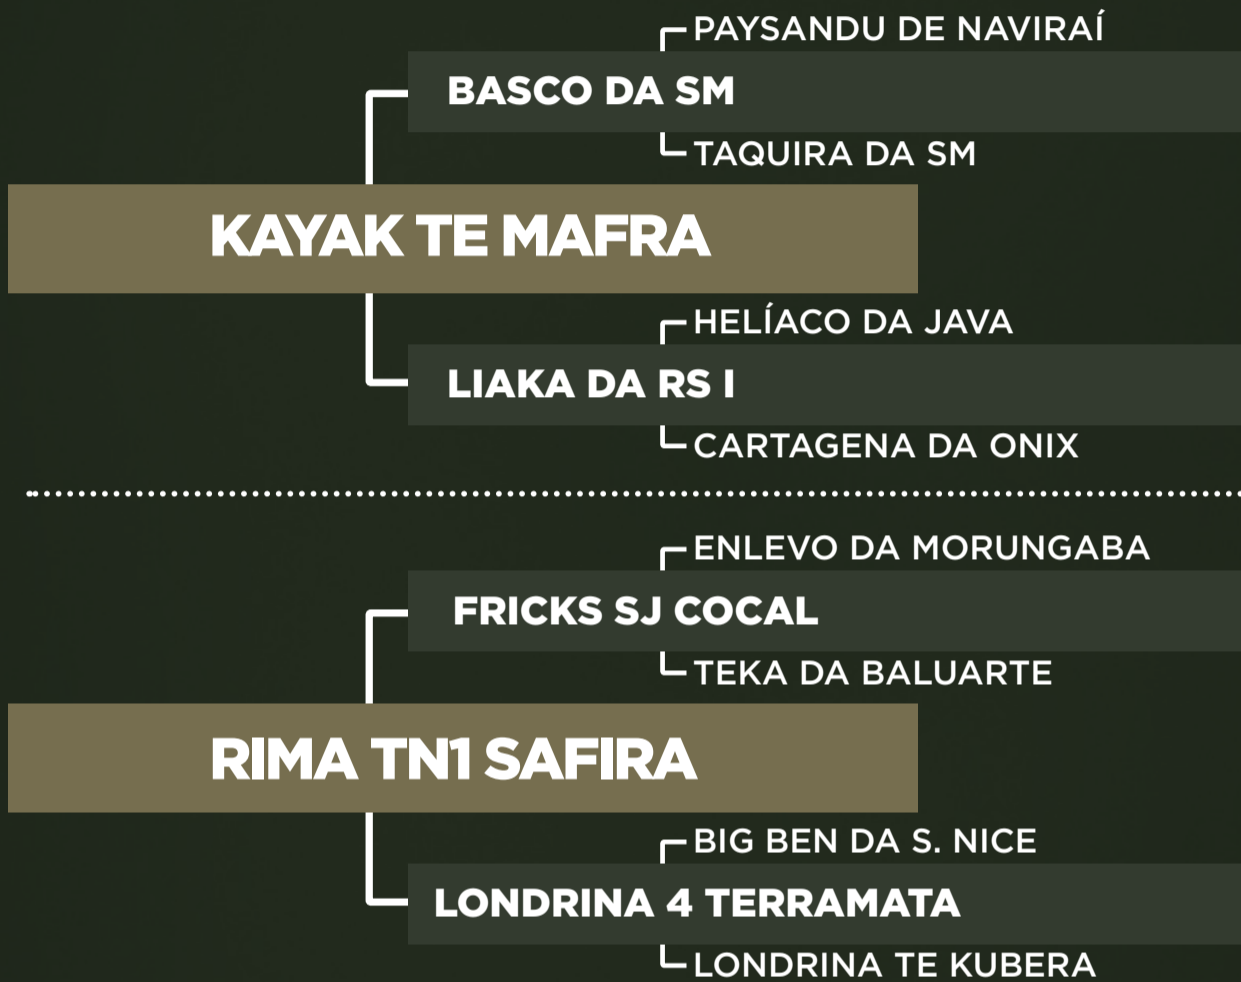 PAYSANDU DE NAVIRAÍ
BASCO DA SM
TAQUIRA DA SM
KAYAK TE MAFRA
HELÍACO DA JAVA
LIAKA DA RS I
CARTAGENA DA ONIX
ENLEVO DA MORUNGABA
FRICKS SJ COCAL
TEKA DA BALUARTE
RIMA TN1 SAFIRA
BIG BEN DA S. NICE
LONDRINA 4 TERRAMATA
LONDRINA TE KUBERA